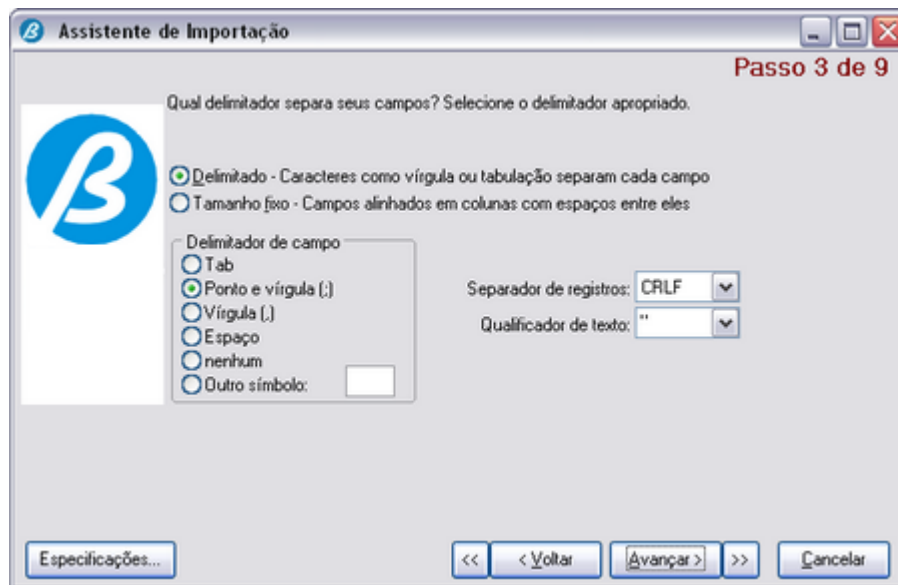 Assistente de Importação
Passo 3 de 9
Qual delimitador separa seus campos? Selecione o delimitador apropriado.
Delimitado - Caracteres como vírgula ou tabulação separam cada campo
Tamanho fixo - Campos alinhados em colunas com espaços entre eles
Delimitador de campo
Tab
Ponto e vírgula (;)
Vírgula (,)
Espaço
nenhum
Outro símbolo:
Separador de registros: CRLF
Qualificador de texto: "
Especificações...
<<
< Voltar
Avançar >
>>
Cancelar